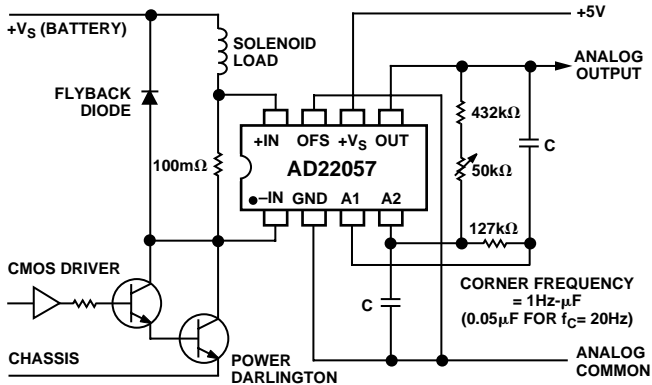 +VS (BATTERY)
+5V
SOLENOID
LOAD
ANALOG
OUTPUT
FLYBACK
DIODE
+IN OFS +VS OUT
432kΩ
C
100mΩ
AD22057
50kΩ
–IN GND A1 A2
127kΩ
CMOS DRIVER
C
CORNER FREQUENCY
= 1Hz-μF
(0.05μF FOR fC= 20Hz)
CHASSIS
POWER
DARLINGTON
ANALOG
COMMON